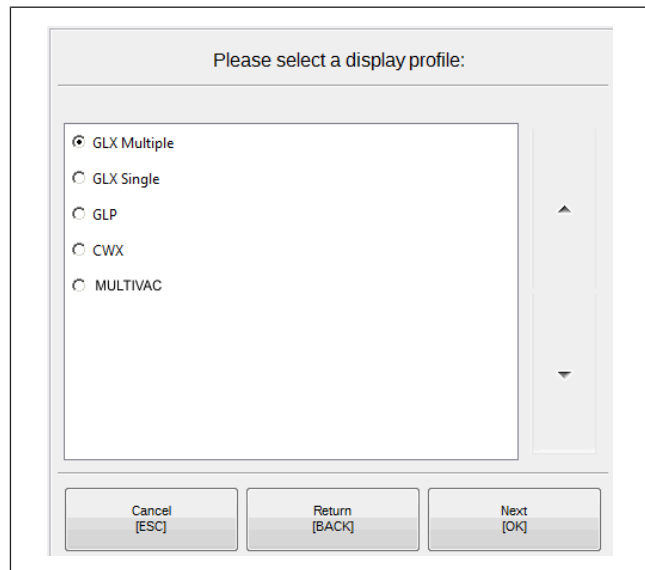 Please select a display profile:
GLX Multiple
GLX Single
GLP
CWX
MULTIVAC
Cancel
[ESC]
Return
[BACK]
Next
[OK]